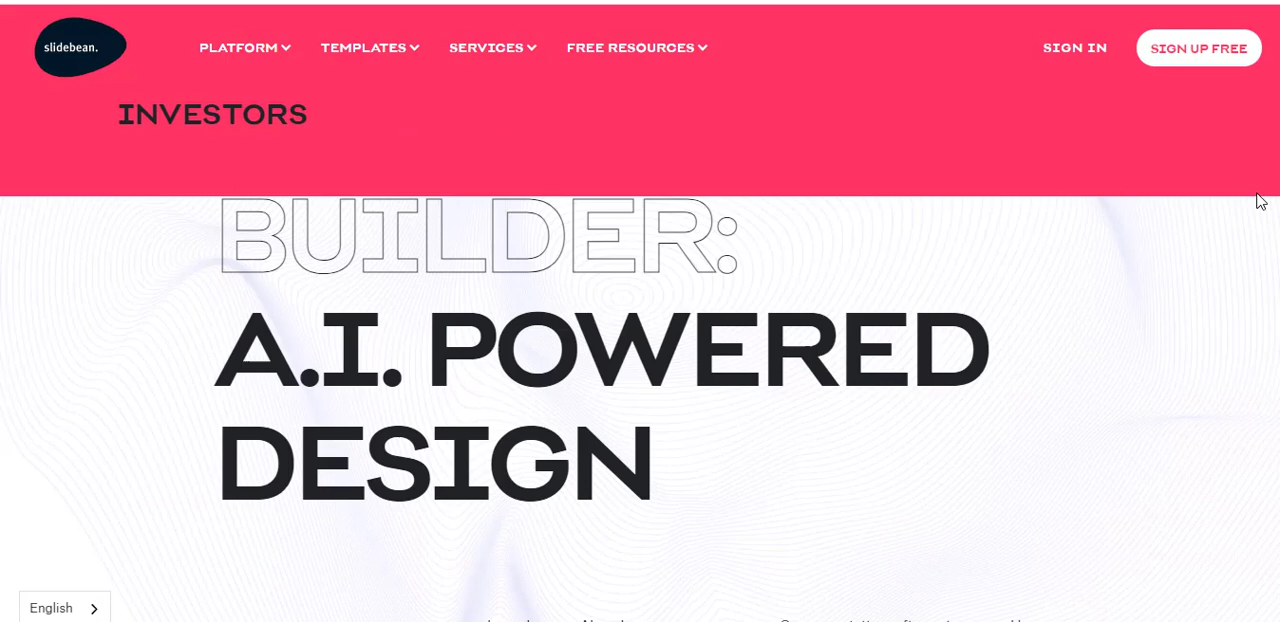 slidebean.
PLATFORM
TEMPLATES
SERVICES
FREE RESOURCES
SIGN IN
SIGN UP FREE
INVESTORS
BUILDER:
A.I. POWERED
DESIGN
English